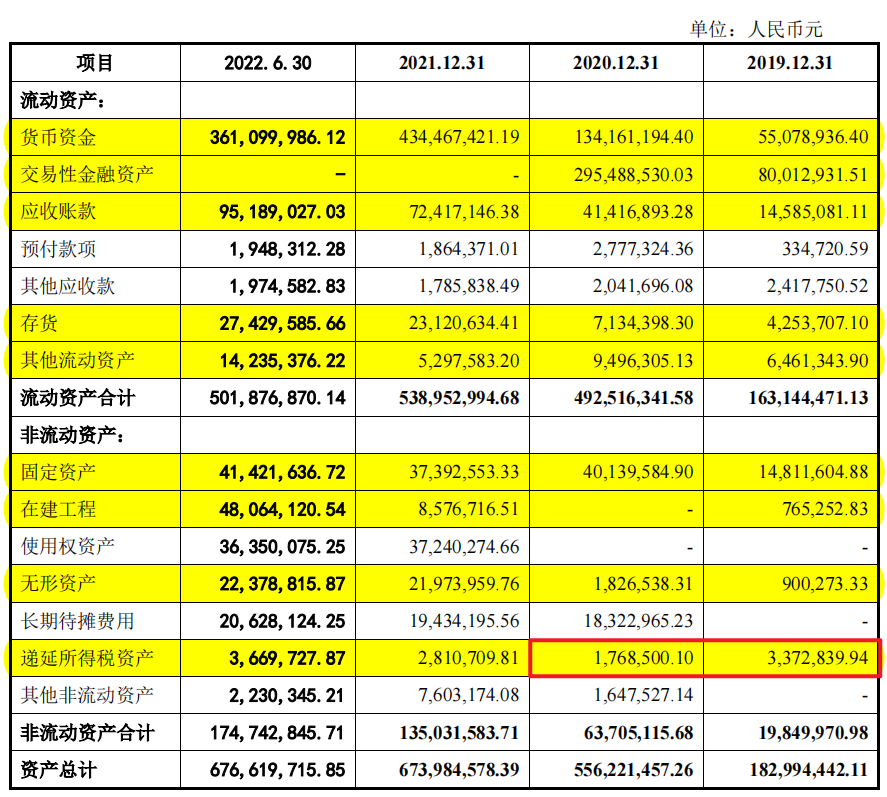 单位：人民币元
项目 2022.6.30 2021.12.31 2020.12.31 2019.12.31
流动资产：
货币资金 361,099,986.12 434,467,421.19 134,161,194.40 55,078,936.40
交易性金融资产 - - 295,488,530.03 80,012,931.51
应收账款 95,189,027.03 72,417,146.38 41,416,893.28 14,585,081.11
预付款项 1,948,312.28 1,864,371.01 2,777,324.36 334,720.59
其他应收款 1,974,582.83 1,785,838.49 2,041,696.08 2,417,750.52
存货 27,429,585.66 23,120,634.41 7,134,398.30 4,253,707.10
其他流动资产 14,235,376.22 5,297,583.20 9,496,305.13 6,461,343.90
流动资产合计 501,876,870.14 538,952,994.68 492,516,341.58 163,144,471.13
非流动资产：
固定资产 41,421,636.72 37,392,553.33 40,139,584.90 14,811,604.88
在建工程 48,064,120.54 8,576,716.51 - 765,252.83
使用权资产 36,350,075.25 37,240,274.66 - -
无形资产 22,378,815.87 21,973,959.76 1,826,538.31 900,273.33
长期待摊费用 20,628,124.25 19,434,195.56 18,322,965.23 -
递延所得税资产 3,669,727.87 2,810,709.81 1,768,500.10 3,372,839.94
其他非流动资产 2,230,345.21 7,603,174.08 1,647,527.14 -
非流动资产合计 174,742,845.71 135,031,583.71 63,705,115.68 19,849,970.98
资产总计 676,619,715.85 673,984,578.39 556,221,457.26 182,994,442.11